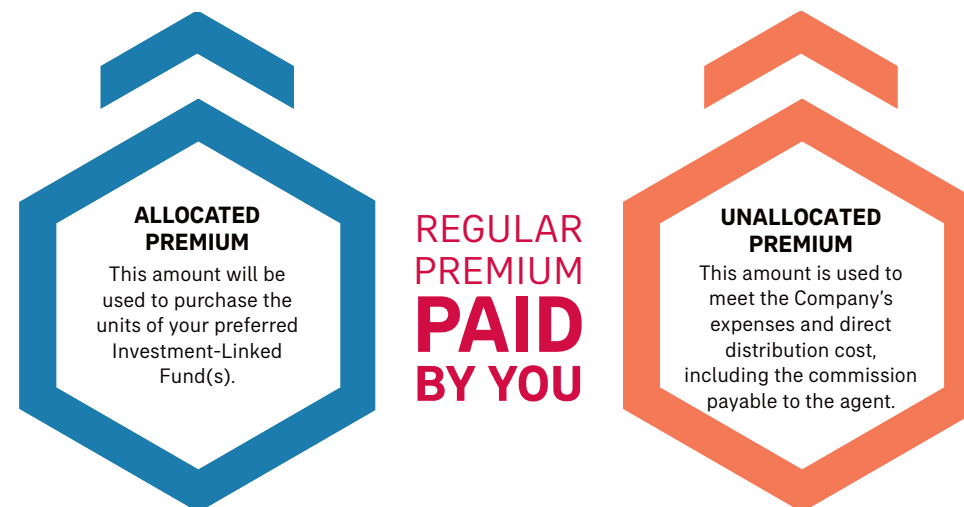 ALLOCATED
PREMIUM
This amount will be
used to purchase the
units of your preferred
Investment-Linked
Fund(s).
REGULAR
PREMIUM
PAID
BY YOU
UNALLOCATED
PREMIUM
This amount is used to
meet the Company's
expenses and direct
distribution cost,
including the commission
payable to the agent.